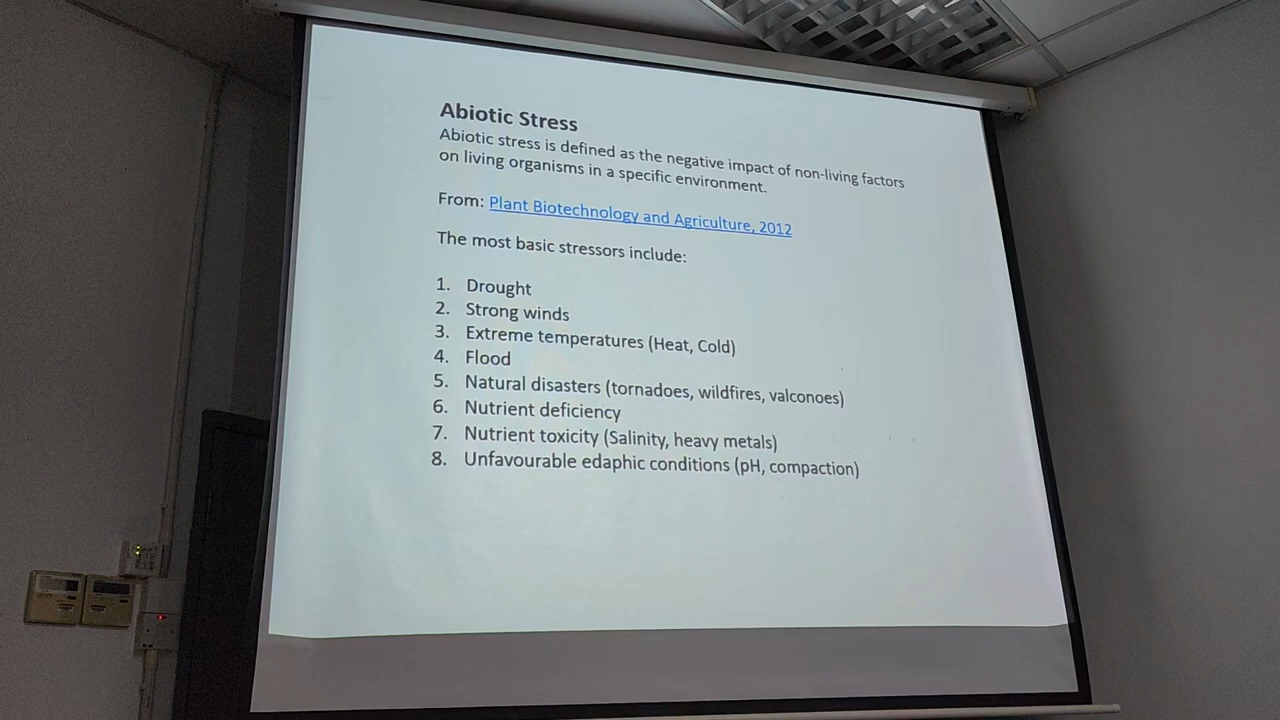 Abiotic Stress
Abiotic stress is defined as the negative impact of non-living factors
on living organisms in a specific environment.
From: Plant Biotechnology and Agriculture, 2012
The most basic stressors include:
1. Drought
2. Strong winds
3. Extreme temperatures (Heat, Cold)
4. Flood
5. Natural disasters (tornadoes, wildfires, valconoes)
6. Nutrient deficiency
7. Nutrient toxicity (Salinity, heavy metals)
8. Unfavourable edaphic conditions (pH, compaction)